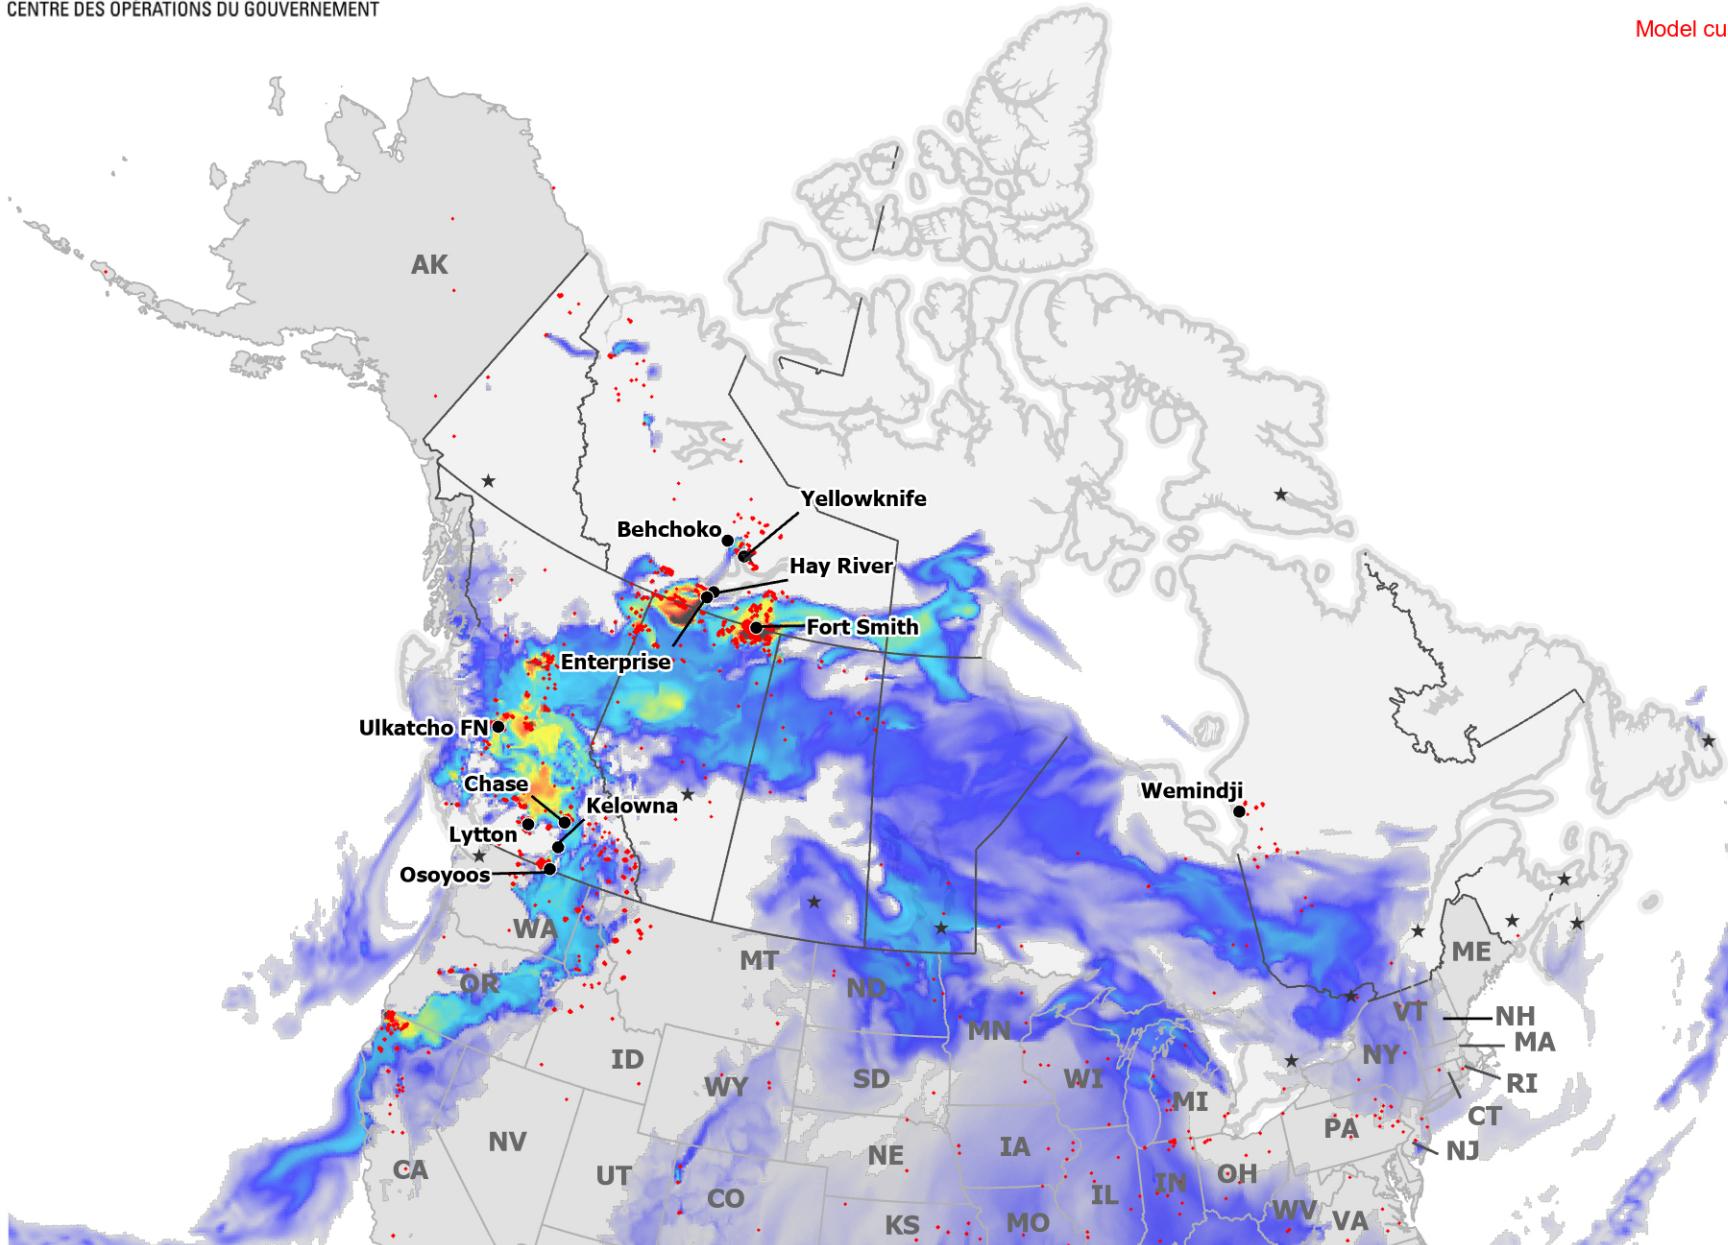 CENTRE DES OPÉRATIONS DU GOUVERNEMENT
Model cu
AK
Yellowknife
Behchoko
Hay River
Fort Smith
Enterprise
Ulkatcho FN
Chase
Kelowna
Wemindji
Lytton
Osoyoos
WA
ME
MT
OR
ND
VT
NH
MN
MA
NY
ID
SD
WI
WY
RI
MI
CT
PA
NV
IA
NJ
NE
CA
UT
OH
IN
CO
IL
WV
VA
MO
KS